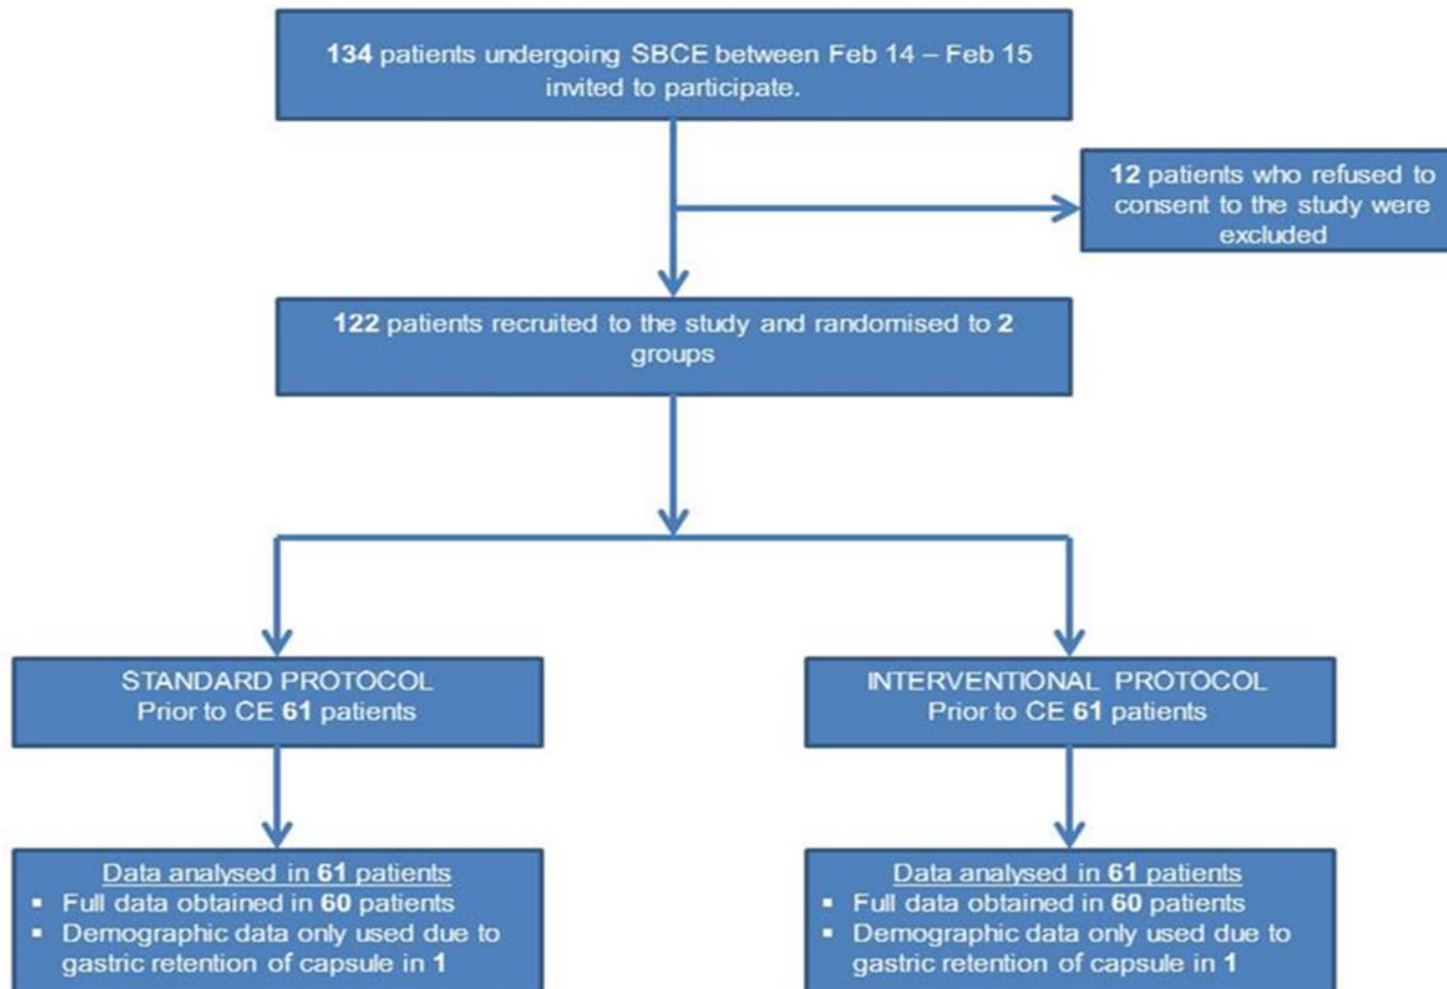 134 patients undergoing SBCE between Feb 14 – Feb 15
invited to participate.
12 patients who refused to
consent to the study were
excluded
122 patients recruited to the study and randomised to 2
groups
STANDARD PROTOCOL
Prior to CE 61 patients
INTERVENTIONAL PROTOCOL
Prior to CE 61 patients
Data analysed in 61 patients
▪ Full data obtained in 60 patients
▪ Demographic data only used due to
gastric retention of capsule in 1
Data analysed in 61 patients
▪ Full data obtained in 60 patients
▪ Demographic data only used due to
gastric retention of capsule in 1